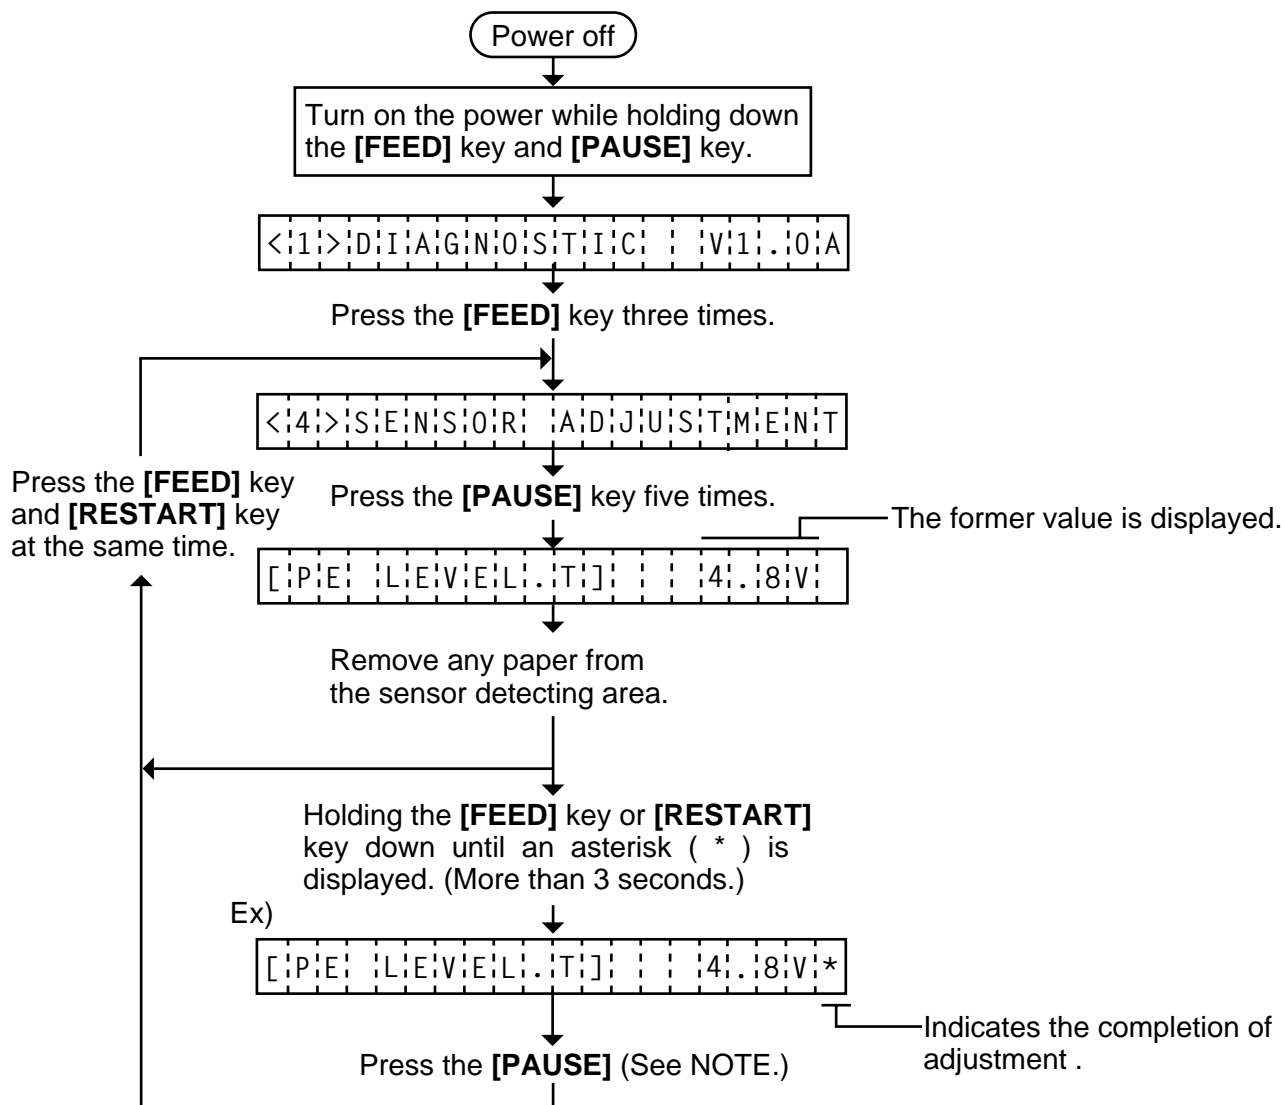 Power off
Turn on the power while holding down
the [FEED] key and [PAUSE] key.
<1>DIAGNOSTIC  V1.0A
Press the [FEED] key three times.
<4>SENSOR ADJUSTMENT
Press the [FEED] key
and [RESTART] key
at the same time.
Press the [PAUSE] key five times.
The former value is displayed.
[PE LEVEL.T]   4.8V
Remove any paper from
the sensor detecting area.
Holding the [FEED] key or [RESTART]
key down until an asterisk ( * ) is
displayed. (More than 3 seconds.)
Ex)
[PE LEVEL.T]   4.8V*
Indicates the completion of
adjustment .
Press the [PAUSE] (See NOTE.)